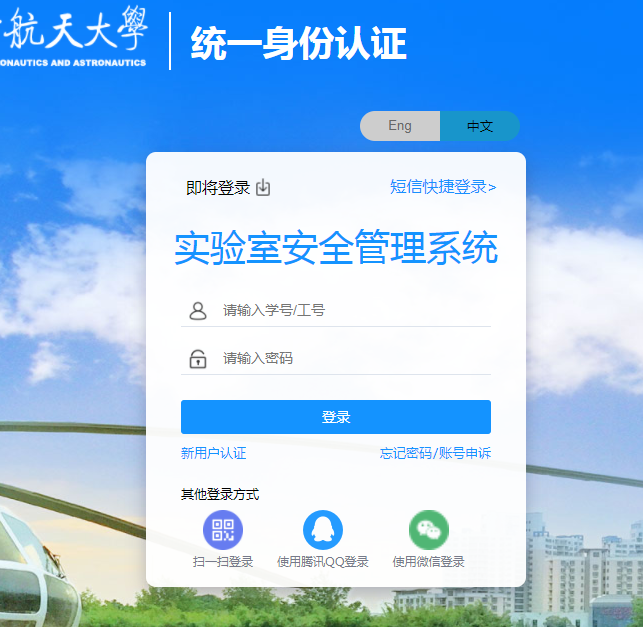 航天大學
ONAUTICS AND ASTRONAUTICS
统一身份认证
Eng 中文
即将登录 短信快捷登录>
实验室安全管理系统
请输入学号/工号
请输入密码
登录
新用户认证 忘记密码/账号申诉
其他登录方式
扫一扫登录 使用腾讯QQ登录 使用微信登录